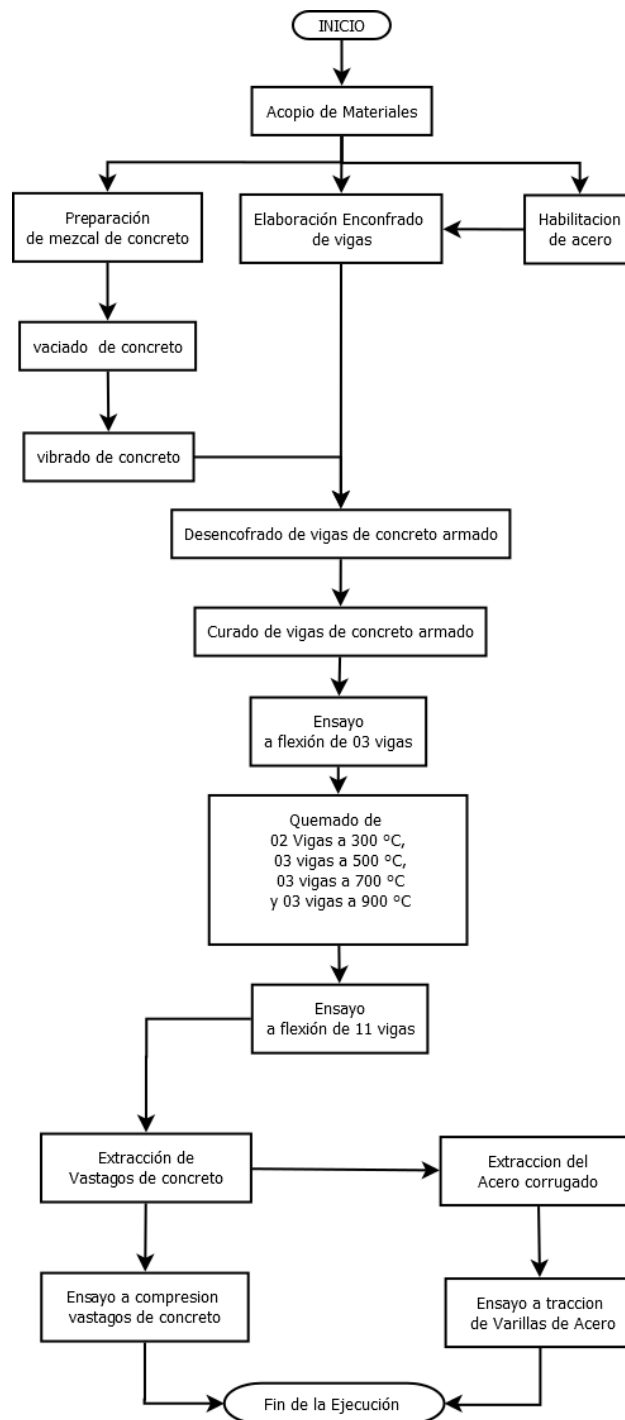 INICIO
Acopio de Materiales
Preparación
de mezcal de concreto
Elaboración Enconfrado
de vigas
Habilitacion
de acero
vaciado de concreto
vibrado de concreto
Desencofrado de vigas de concreto armado
Curado de vigas de concreto armado
Ensayo
a flexión de 03 vigas
Quemado de
02 Vigas a 300 ºC,
03 vigas a 500 ºC,
03 vigas a 700 ºC
y 03 vigas a 900 ºC
Ensayo
a flexión de 11 vigas
Extracción de
Vastagos de concreto
Extraccion del
Acero corrugado
Ensayo a compresion
vastagos de concreto
Ensayo a traccion
de Varillas de Acero
Fin de la Ejecución